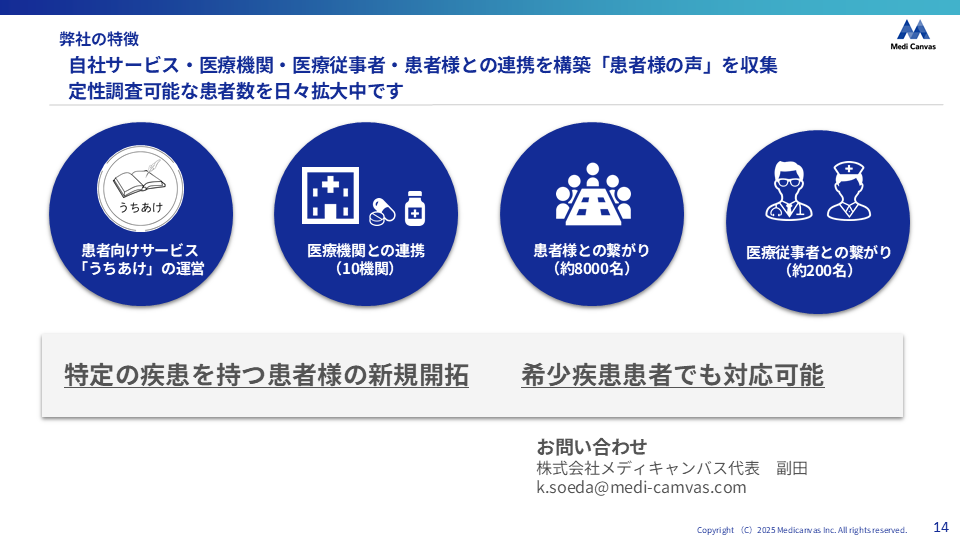 弊社の特徴
Medi Canvas
自社サービス・医療機関・医療従事者・患者様との連携を構築「患者様の声」を収集
定性調査可能な患者数を日々拡大中です
うちあけ
患者向けサービス
「うちあけ」の運営
医療機関との連携
（10機関）
患者様との繋がり
（約8000名）
医療従事者との繋がり
（約200名）
特定の疾患を持つ患者様の新規開拓
希少疾患患者でも対応可能
お問い合わせ
株式会社メディキャンバス代表　副田
k.soeda@medi-camvas.com
Copyright （C）2025 Medicanvas Inc. All rights reserved.
14